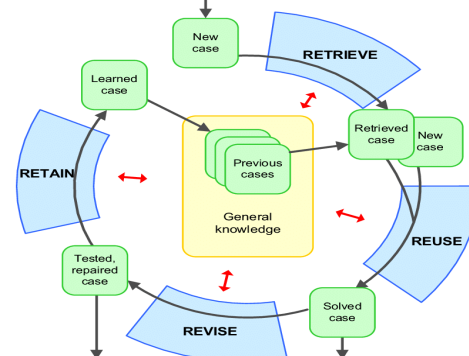 New
case
RETRIEVE
Learned
case
Retrieved
case
New
case
Previous
cases
RETAIN
General
knowledge
REUSE
Tested,
repaired
case
Solved
case
REVISE